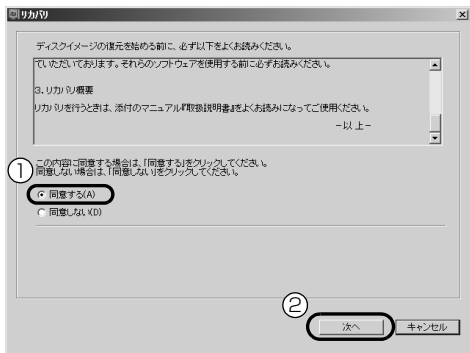 リカバリ
ディスクイメージの復元を始める前に、必ず以下をよくお読みください。
ていただいております。それらのソフトウェアを使用する前に必ずお読みください。
3. リカバリ概要
リカバリを行うときは、添付のマニュアル『取扱説明書』をよくお読みになってご使用ください。
－以 上－
① この内容に同意する場合は、「同意する」をクリックしてください。
同意しない場合は、「同意しない」をクリックしてください。
同意する(A)
同意しない(D)
②
次へ
キャンセル